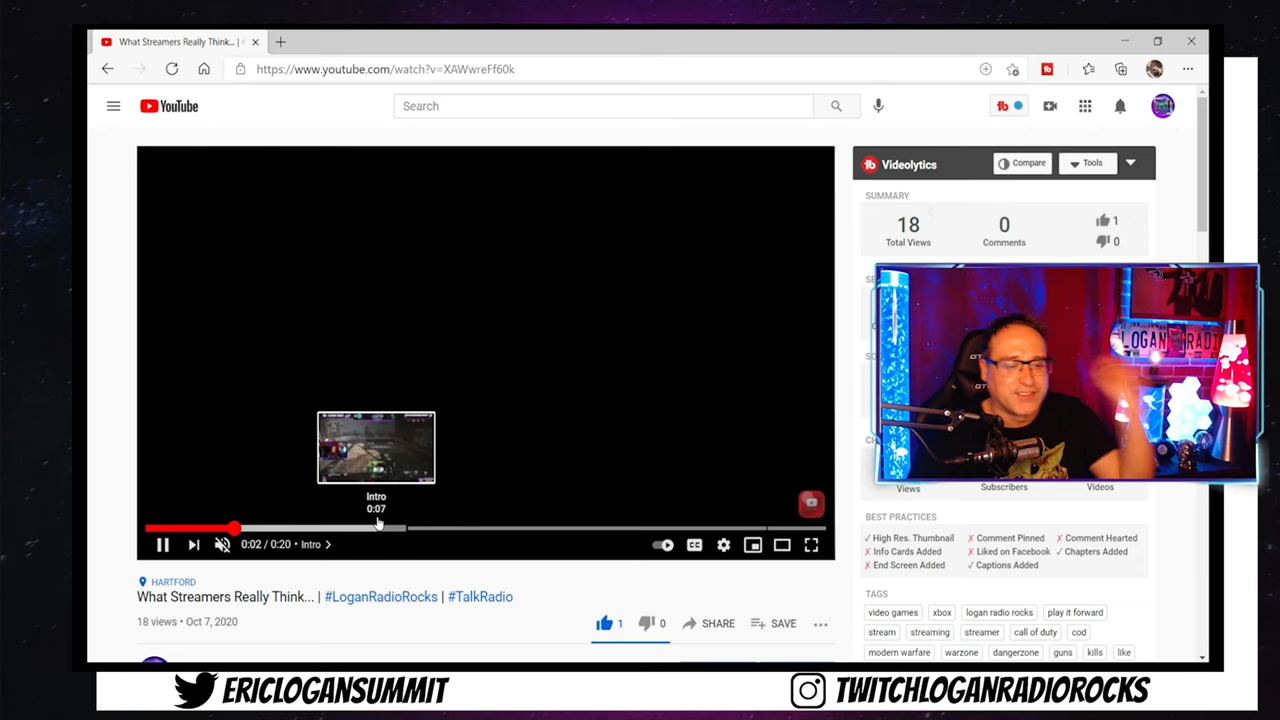 What Streamers Really Think... |
https://www.youtube.com/watch?v=XAWwreFf60k
YouTube
Search
Videolytics
Compare
Tools
SUMMARY
18
0
1
Total Views
Comments
0
LOGAN RADI
Intro
0:07
0:02 / 0:20 • Intro
Views
Subscribers
Videos
BEST PRACTICES
High Res. Thumbnail
Comment Pinned
Comment Hearted
Info Cards Added
Liked on Facebook
Chapters Added
End Screen Added
Captions Added
HARTFORD
What Streamers Really Think... | #LoganRadioRocks | #TalkRadio
18 views • Oct 7, 2020
1
0
SHARE
SAVE
TAGS
video games
xbox
logan radio rocks
play it forward
stream
streaming
streamer
call of duty
cod
modern warfare
warzone
dangerzone
guns
kills
like
ERICLOGANSUMMIT
TWITCHLOGANRADIOROCKS